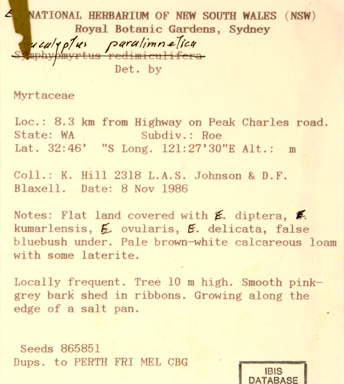 NATIONAL HERBARIUM OF NEW SOUTH WALES (NSW)
Royal Botanic Gardens, Sydney
Eucalyptus paralimnetica
Symphyomyrtus redimiculifera
Det. by
Myrtaceae
Loc.: 8.3 km from Highway on Peak Charles road.
State: WA Subdiv.: Roe
Lat. 32:46' "S Long. 121:27'30"E Alt.: m
Coll.: K. Hill 2318 L.A.S. Johnson & D.F.
Blaxell. Date: 8 Nov 1986
Notes: Flat land covered with E. diptera, E.
kumarlensis, E. ovularis, E. delicata, false
bluebush under. Pale brown-white calcareous loam
with some laterite.
Locally frequent. Tree 10 m high. Smooth pink-
grey bark shed in ribbons. Growing along the
edge of a salt pan.
Seeds 865851
Dups. to PERTH FRI MEL CBG
IBIS
DATABASE